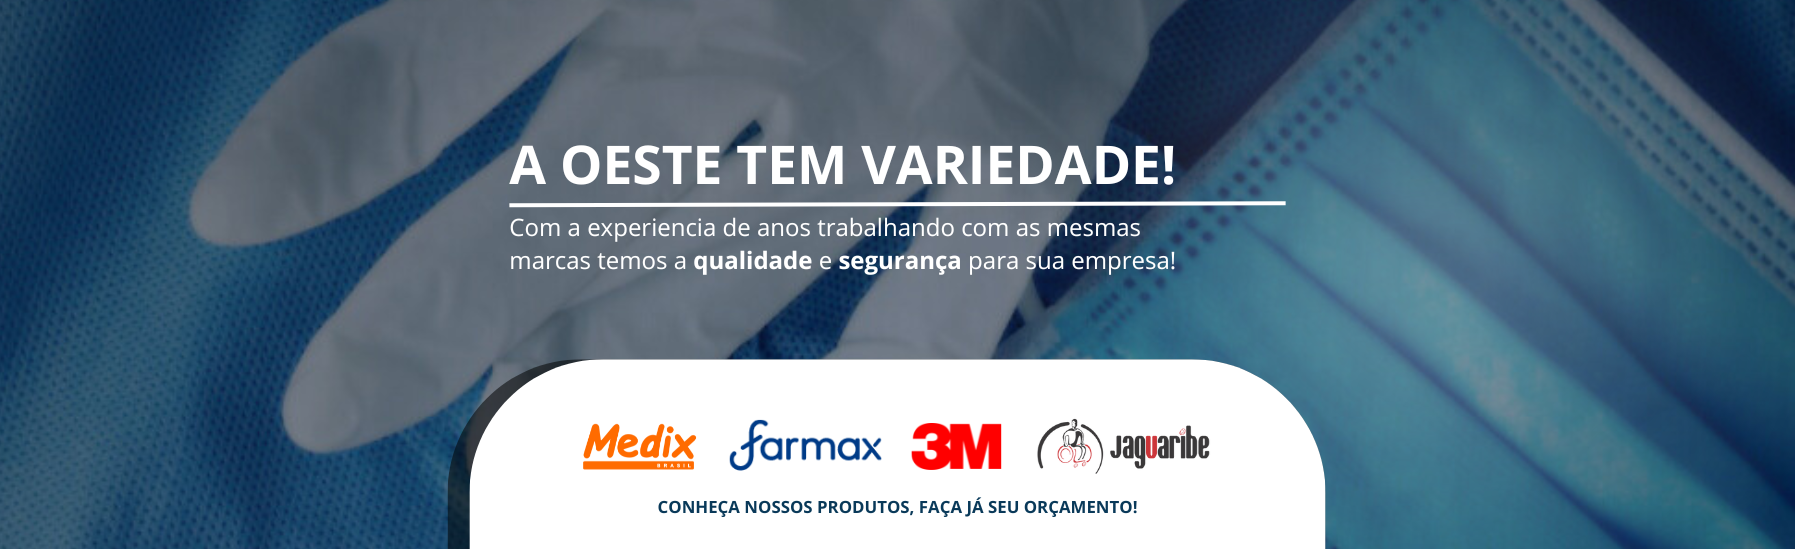 A OESTE TEM VARIEDADE!
Com a experiencia de anos trabalhando com as mesmas
marcas temos a qualidade e segurança para sua empresa!
Medix
BRASIL
farmax
3M
Jaguaribe
CONHEÇA NOSSOS PRODUTOS, FAÇA JÁ SEU ORÇAMENTO!